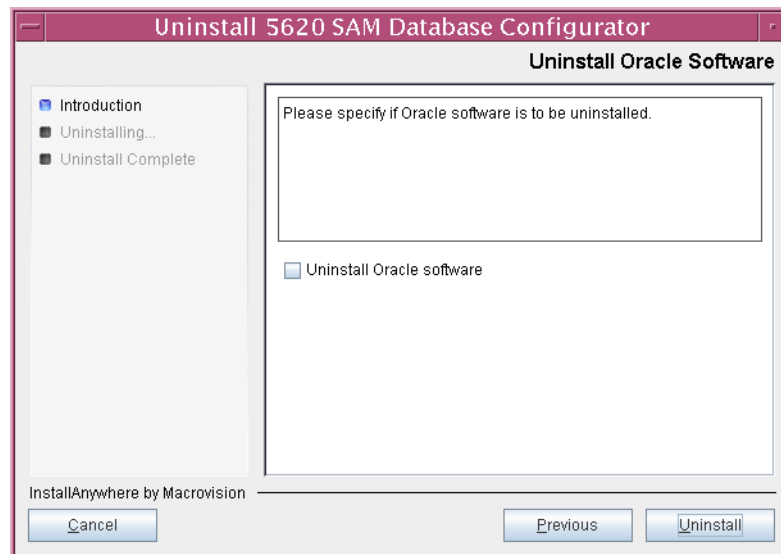 Uninstall 5620 SAM Database Configurator
Uninstall Oracle Software
Introduction
Uninstalling...
Uninstall Complete
Please specify if Oracle software is to be uninstalled.
Uninstall Oracle software
InstallAnywhere by Macrovision
Cancel
Previous
Uninstall